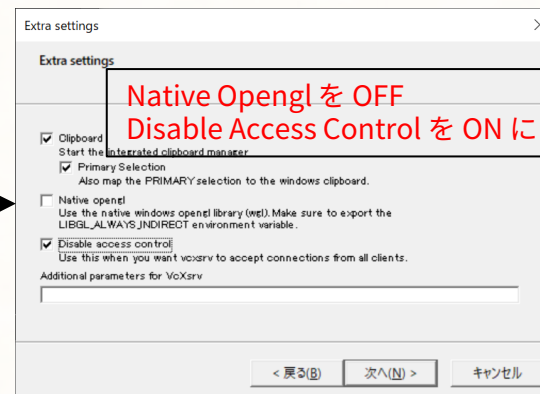 Extra settings
Extra settings
Native Opengl を OFF
Disable Access Control を ON に
Clipboard
Start the integrated clipboard manager
Primary Selection
Also map the PRIMARY selection to the windows clipboard.
Native opengl
Use the native windows opengl library (wgl). Make sure to export the
LIBGL_ALWAYS_INDIRECT environment variable.
Disable access control
Use this when you want vcxsrv to accept connections from all clients.
Additional parameters for VcXsrv
< 戻る(B) 次へ(N) > キャンセル